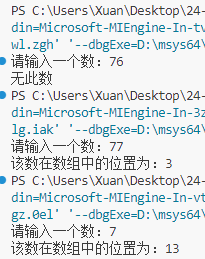 PS C:\Users\Xuan\Desktop\24-
din=Microsoft-MIEngine-In-tv
wl.zgh' '--dbgExe=D:\msys64\
请输入一个数：76
无此数
PS C:\Users\Xuan\Desktop\24-
din=Microsoft-MIEngine-In-3z
lg.iak' '--dbgExe=D:\msys64\
请输入一个数：77
该数在数组中的位置为：3
PS C:\Users\Xuan\Desktop\24-
din=Microsoft-MIEngine-In-vt
gz.0el' '--dbgExe=D:\msys64\
请输入一个数：7
该数在数组中的位置为：13